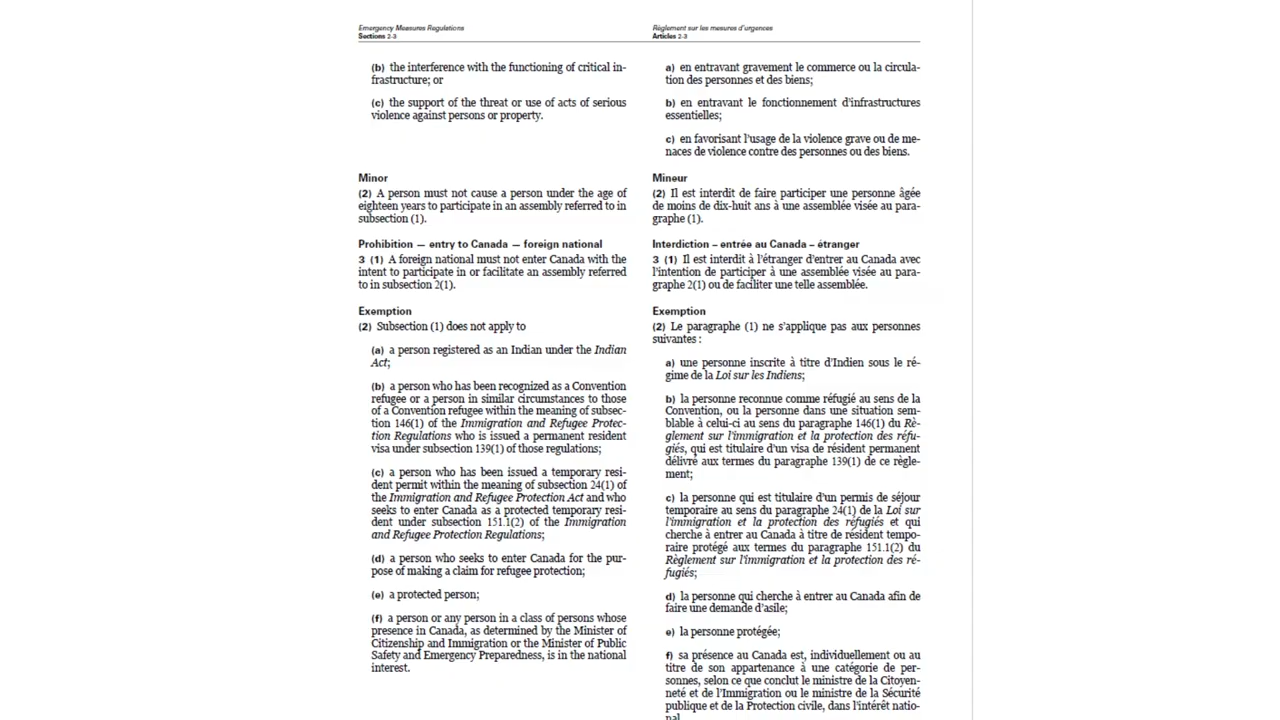 Emergency Measures Regulations
Sections 2-3
(b) the interference with the functioning of critical in-
frastructure; or
(c) the support of the threat or use of acts of serious
violence against persons or property.
Minor
(2) A person must not cause a person under the age of
eighteen years to participate in an assembly referred to in
subsection (1).
Prohibition — entry to Canada — foreign national
3 (1) A foreign national must not enter Canada with the
intent to participate in or facilitate an assembly referred
to in subsection 2(1).
Exemption
(2) Subsection (1) does not apply to
(a) a person registered as an Indian under the Indian
Act;
(b) a person who has been recognized as a Convention
refugee or a person in similar circumstances to those
of a Convention refugee within the meaning of subsec-
tion 146(1) of the Immigration and Refugee Protec-
tion Regulations who is issued a permanent resident
visa under subsection 139(1) of those regulations;
(c) a person who has been issued a temporary resi-
dent permit within the meaning of subsection 24(1) of
the Immigration and Refugee Protection Act and who
seeks to enter Canada as a protected temporary resi-
dent under subsection 151.1(2) of the Immigration
and Refugee Protection Regulations;
(d) a person who seeks to enter Canada for the pur-
pose of making a claim for refugee protection;
(e) a protected person;
(f) a person or any person in a class of persons whose
presence in Canada, as determined by the Minister of
Citizenship and Immigration or the Minister of Public
Safety and Emergency Preparedness, is in the national
interest.
Règlement sur les mesures d'urgences
Articles 2-3
a) en entravant gravement le commerce ou la circula-
tion des personnes et des biens;
b) en entravant le fonctionnement d'infrastructures
essentielles;
c) en favorisant l'usage de la violence grave ou de me-
naces de violence contre des personnes ou des biens.
Mineur
(2) Il est interdit de faire participer une personne âgée
de moins de dix-huit ans à une assemblée visée au para-
graphe (1).
Interdiction – entrée au Canada – étranger
3 (1) Il est interdit à l'étranger d'entrer au Canada avec
l'intention de participer à une assemblée visée au para-
graphe 2(1) ou de faciliter une telle assemblée.
Exemption
(2) Le paragraphe (1) ne s'applique pas aux personnes
suivantes :
a) une personne inscrite à titre d'Indien sous le ré-
gime de la Loi sur les Indiens;
b) la personne reconnue comme réfugié au sens de la
Convention, ou la personne dans une situation sem-
blable à celui-ci au sens du paragraphe 146(1) du Rè-
glement sur l'immigration et la protection des réfu-
giés, qui est titulaire d'un visa de résident permanent
délivré aux termes du paragraphe 139(1) de ce règle-
ment;
c) la personne qui est titulaire d'un permis de séjour
temporaire au sens du paragraphe 24(1) de la Loi sur
l'immigration et la protection des réfugiés et qui
cherche à entrer au Canada à titre de résident tempo-
raire protégé aux termes du paragraphe 151.1(2) du
Règlement sur l'immigration et la protection des ré-
fugiés;
d) la personne qui cherche à entrer au Canada afin de
faire une demande d'asile;
e) la personne protégée;
f) sa présence au Canada est, individuellement ou au
titre de son appartenance à une catégorie de per-
sonnes, selon ce que conclut le ministre de la Citoyen-
neté et de l'Immigration ou le ministre de la Sécurité
publique et de la Protection civile, dans l'intérêt natio-
nal.